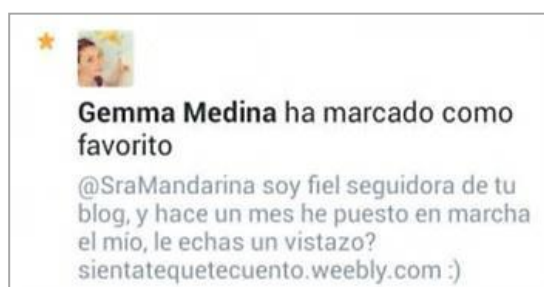 Gemma Medina ha marcado como
favorito
@SraMandarina soy fiel seguidora de tu
blog, y hace un mes he puesto en marcha
el mío, le echas un vistazo?
sientatequetecuento.weebly.com :)